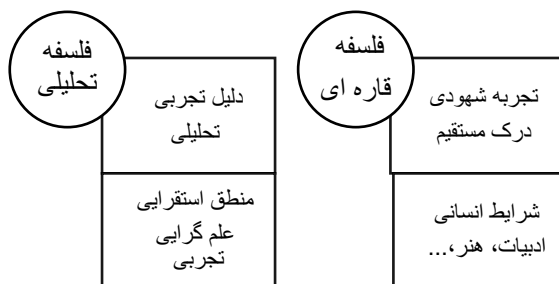 فلسفه
قاره ای
تجربه شهودی
درک مستقیم
شرایط انسانی
ادبیات، هنر،...
فلسفه
تحلیلی
دلیل تجربی
تحلیلی
منطق استقرایی
علم گرایی
تجربی